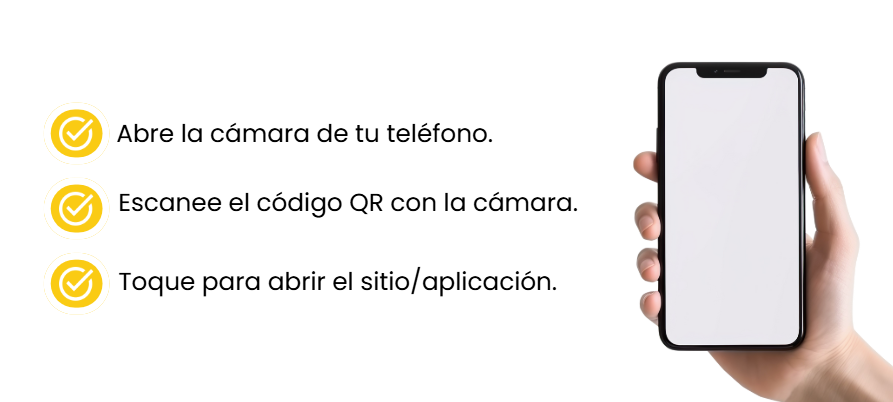 Abre la cámara de tu teléfono.
Escanee el código QR con la cámara.
Toque para abrir el sitio/aplicación.